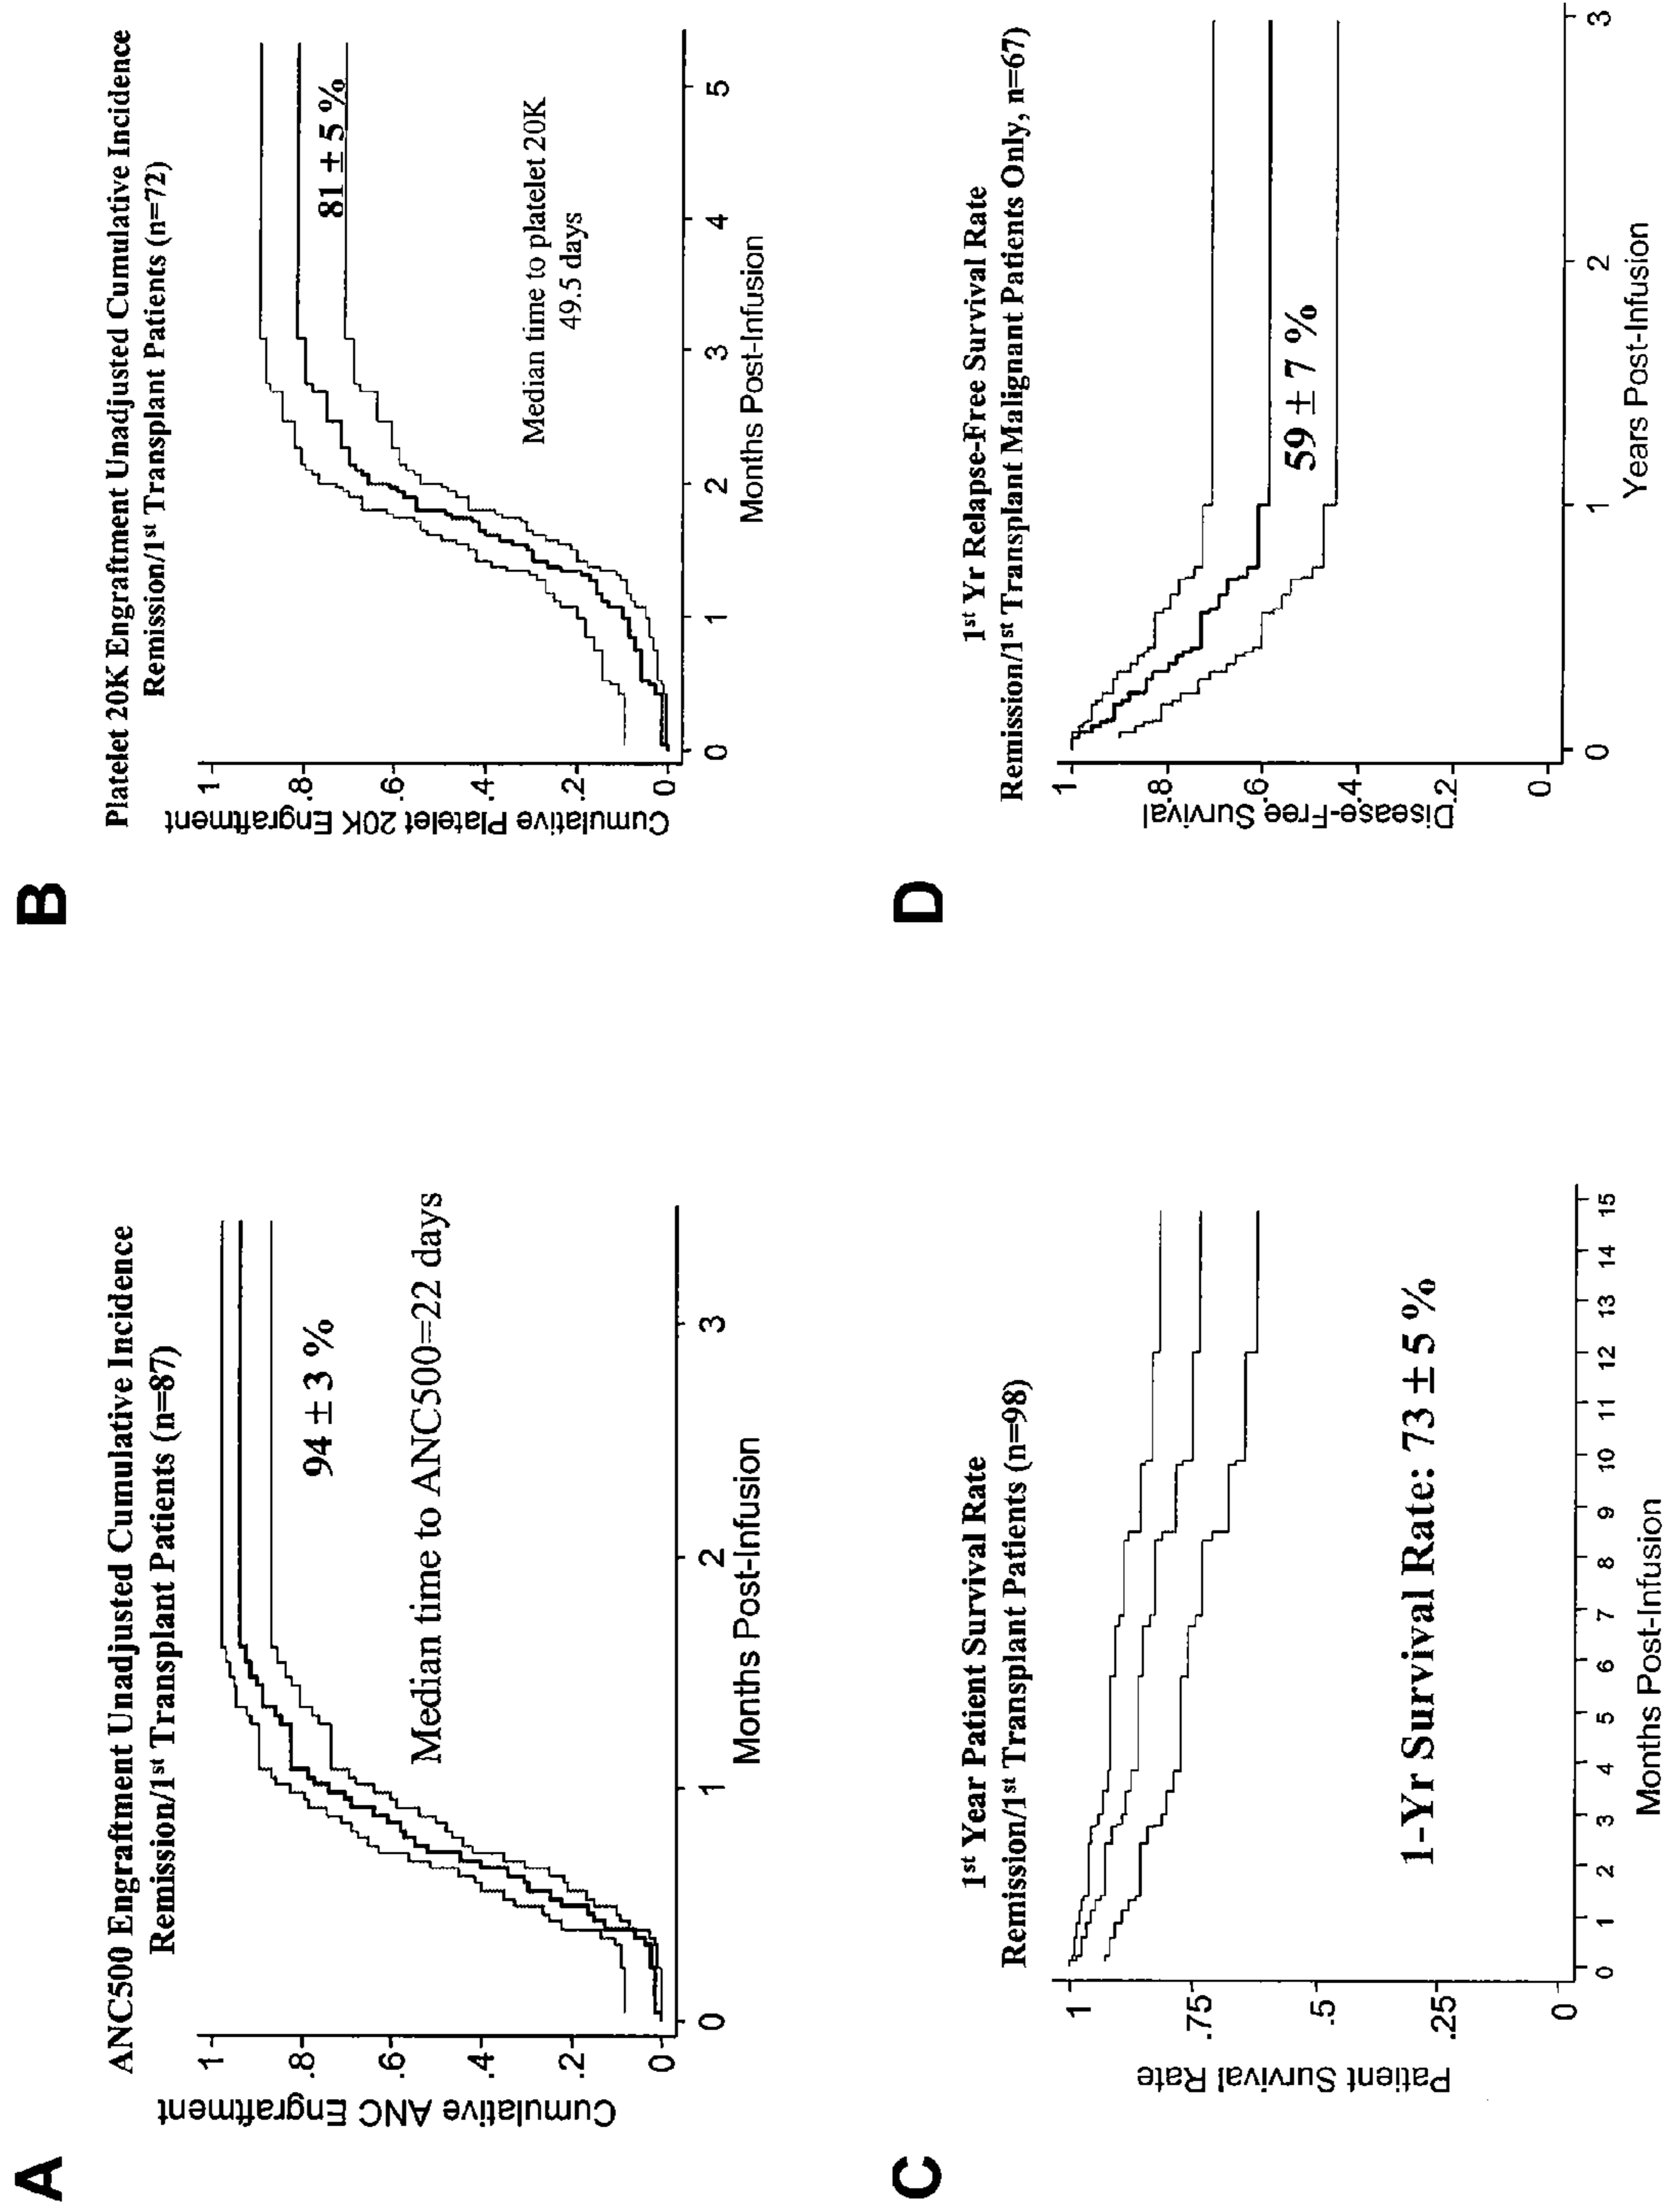 A
ANC500 Engraftment Unadjusted Cumulative Incidence
Remission/1st Transplant Patients (n=87)
Cumulative ANC Engraftment
1
.8
.6
.4
.2
0
94 ± 3 %
Median time to ANC500=22 days
0 1 2 3
Months Post-Infusion
B
Platelet 20K Engraftment Unadjusted Cumulative Incidence
Remission/1st Transplant Patients (n=72)
Cumulative Platelet 20K Engraftment
1
.8
.6
.4
.2
0
81 ± 5 %
Median time to platelet 20K
49.5 days
0 1 2 3 4 5
Months Post-Infusion
C
1st Year Patient Survival Rate
Remission/1st Transplant Patients (n=98)
Patient Survival Rate
1
.75
.5
.25
0
1-Yr Survival Rate: 73 ± 5 %
0 1 2 3 4 5 6 7 8 9 10 11 12 13 14 15
Months Post-Infusion
D
1st Yr Relapse-Free Survival Rate
Remission/1st Transplant Malignant Patients Only, n=67)
Disease-Free Survival
1
.8
.6
.4
.2
0
59 ± 7 %
0 1 2 3
Years Post-Infusion